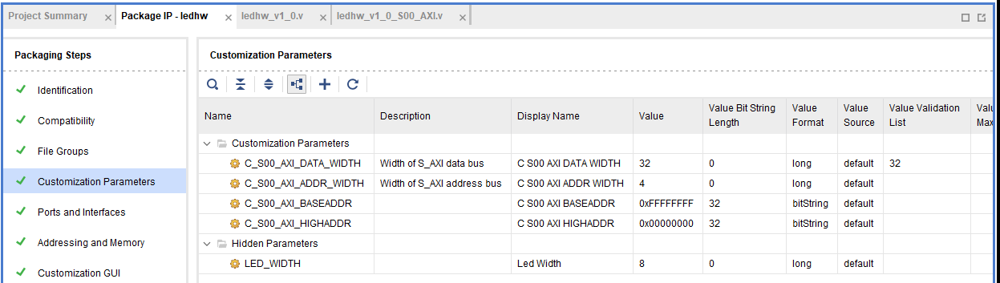 Project Summary × Package IP - ledhw × ledhw_v1_0.v × ledhw_v1_0_S00_AXI.v ×
Packaging Steps
Identification
Compatibility
File Groups
Customization Parameters
Ports and Interfaces
Addressing and Memory
Customization GUI
Customization Parameters
Name Description Display Name Value Value Bit String Length Value Format Value Source Value Validation List
Customization Parameters
C_S00_AXI_DATA_WIDTH Width of S_AXI data bus C S00 AXI DATA WIDTH 32 0 long default 32
C_S00_AXI_ADDR_WIDTH Width of S_AXI address bus C S00 AXI ADDR WIDTH 4 0 long default
C_S00_AXI_BASEADDR C S00 AXI BASEADDR 0xFFFFFFFF 32 bitString default
C_S00_AXI_HIGHADDR C S00 AXI HIGHADDR 0x00000000 32 bitString default
Hidden Parameters
LED_WIDTH Led Width 8 0 long default